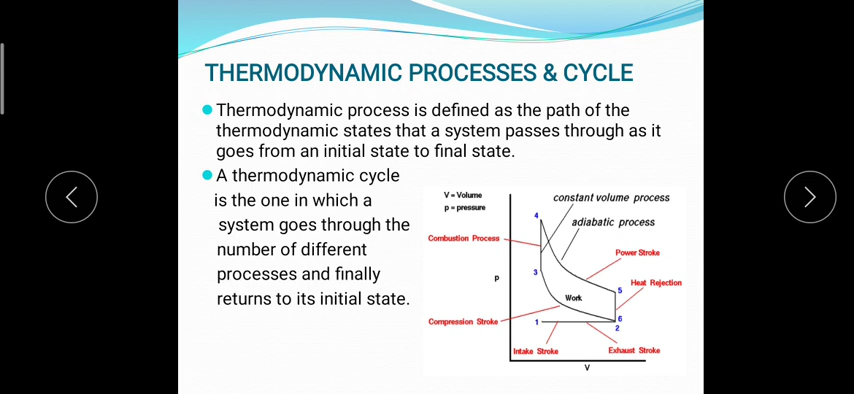 THERMODYNAMIC PROCESSES & CYCLE
Thermodynamic process is defined as the path of the
thermodynamic states that a system passes through as it
goes from an initial state to final state.
A thermodynamic cycle
is the one in which a
system goes through the
number of different
processes and finally
returns to its initial state.
V = Volume
p = pressure
constant volume process
4
adiabatic process
Combustion Process
Power Stroke
3
p
Heat Rejection
5
Work
Compression Stroke
1
6
2
Intake Stroke
Exhaust Stroke
V